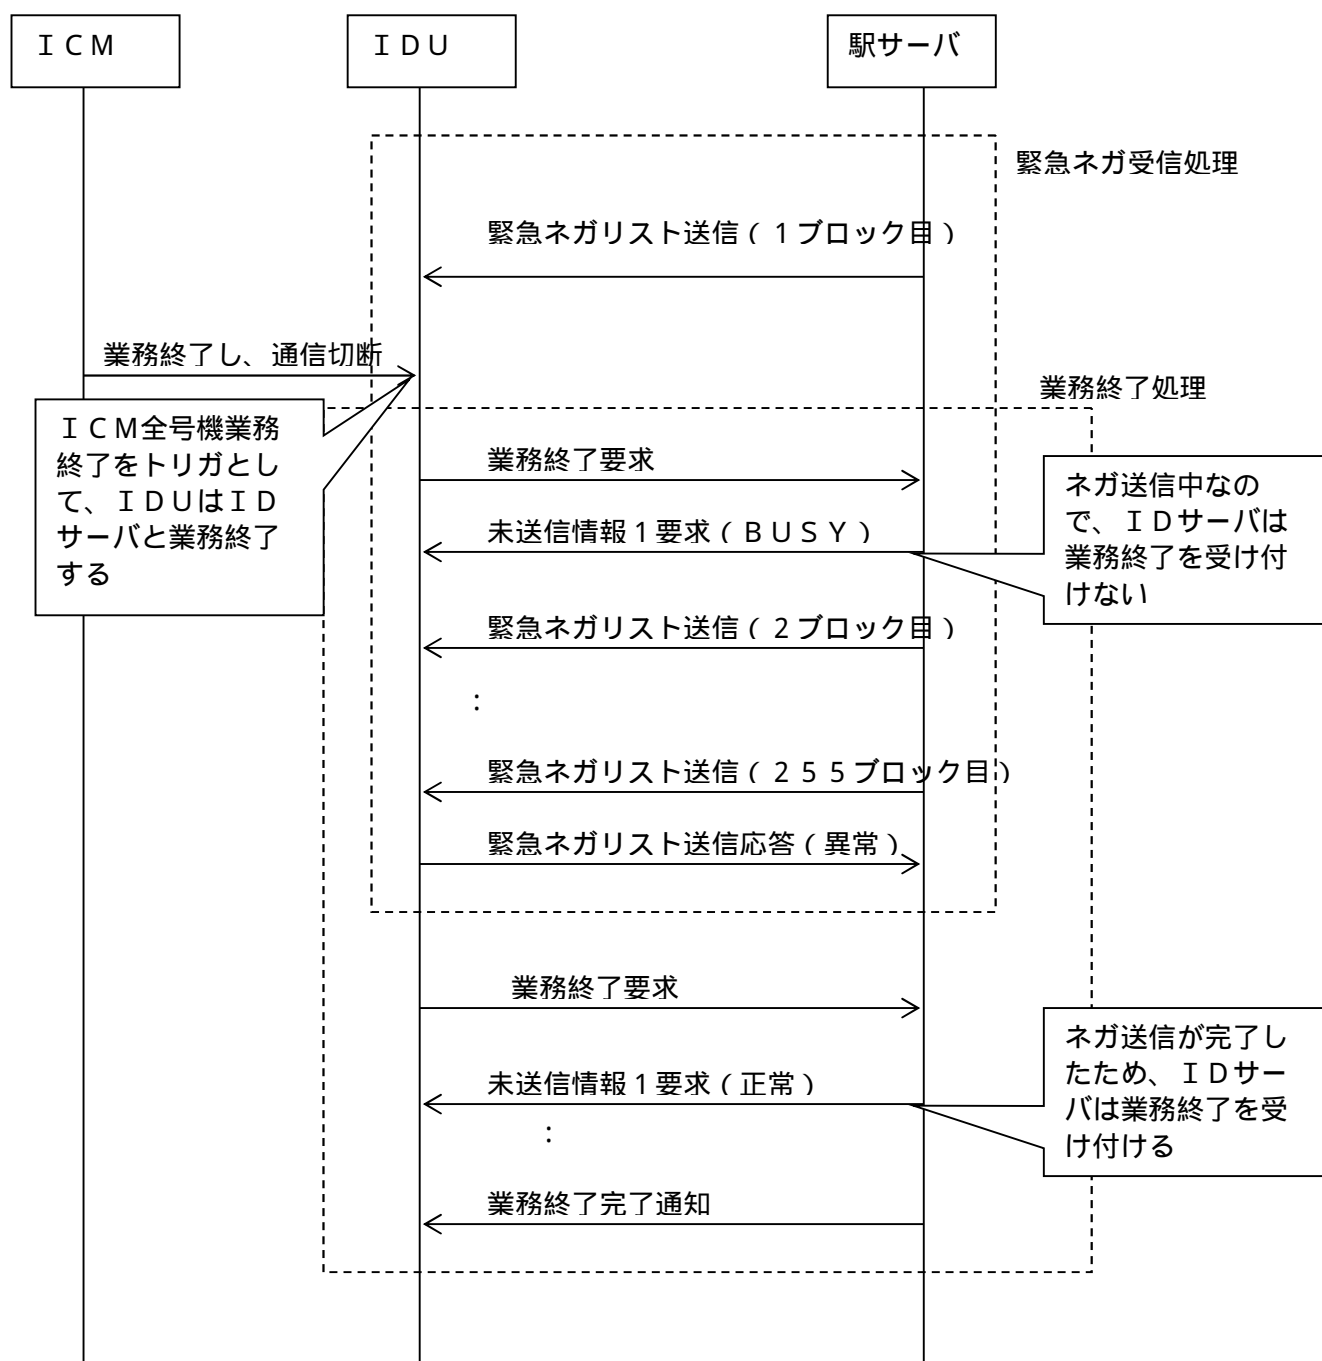 ＩＣＭ
ＩＤＵ
駅サーバ
緊急ネガ受信処理
緊急ネガリスト送信（１ブロック目）
業務終了し、通信切断
業務終了処理
ＩＣＭ全号機業務
終了をトリガとし
て、ＩＤＵはＩＤ
サーバと業務終了
する
業務終了要求
ネガ送信中なの
で、ＩＤサーバは
業務終了を受け付
けない
未送信情報１要求（ＢＵＳＹ）
緊急ネガリスト送信（２ブロック目）
：
緊急ネガリスト送信（２５５ブロック目）
緊急ネガリスト送信応答（異常）
業務終了要求
ネガ送信が完了し
たため、ＩＤサー
バは業務終了を受
け付ける
未送信情報１要求（正常）
：
業務終了完了通知